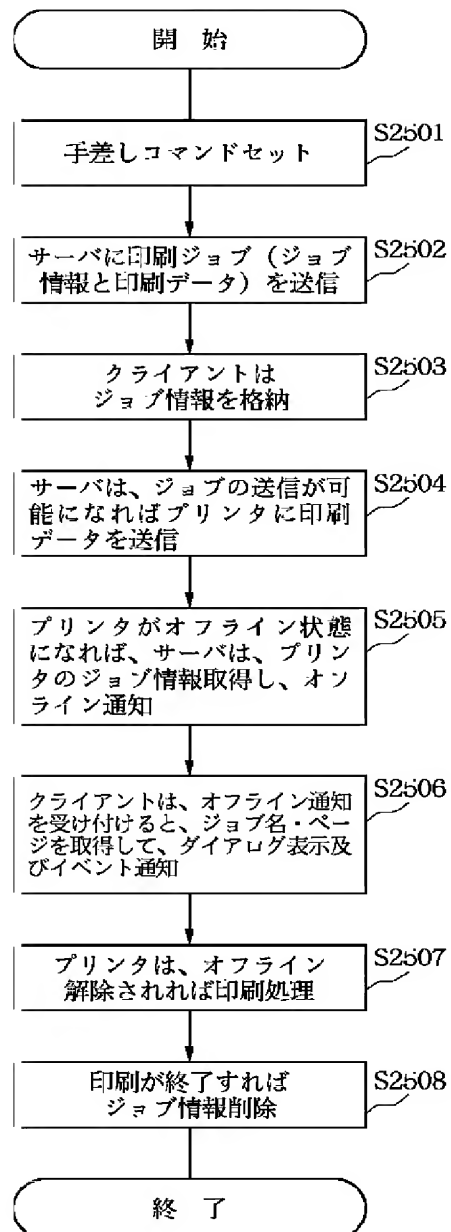 開 始
手差しコマンドセット
S2501
サーバに印刷ジョブ（ジョブ
情報と印刷データ）を送信
S2502
クライアントは
ジョブ情報を格納
S2503
サーバは、ジョブの送信が可
能になればプリンタに印刷
データを送信
S2504
プリンタがオフライン状態
になれば、サーバは、プリン
タのジョブ情報取得し、オン
ライン通知
S2505
クライアントは、オフライン通知
を受け付けると、ジョブ名・ペー
ジを取得して、ダイアログ表示及
びイベント通知
S2506
プリンタは、オフライン
解除されれば印刷処理
S2507
印刷が終了すれば
ジョブ情報削除
S2508
終 了